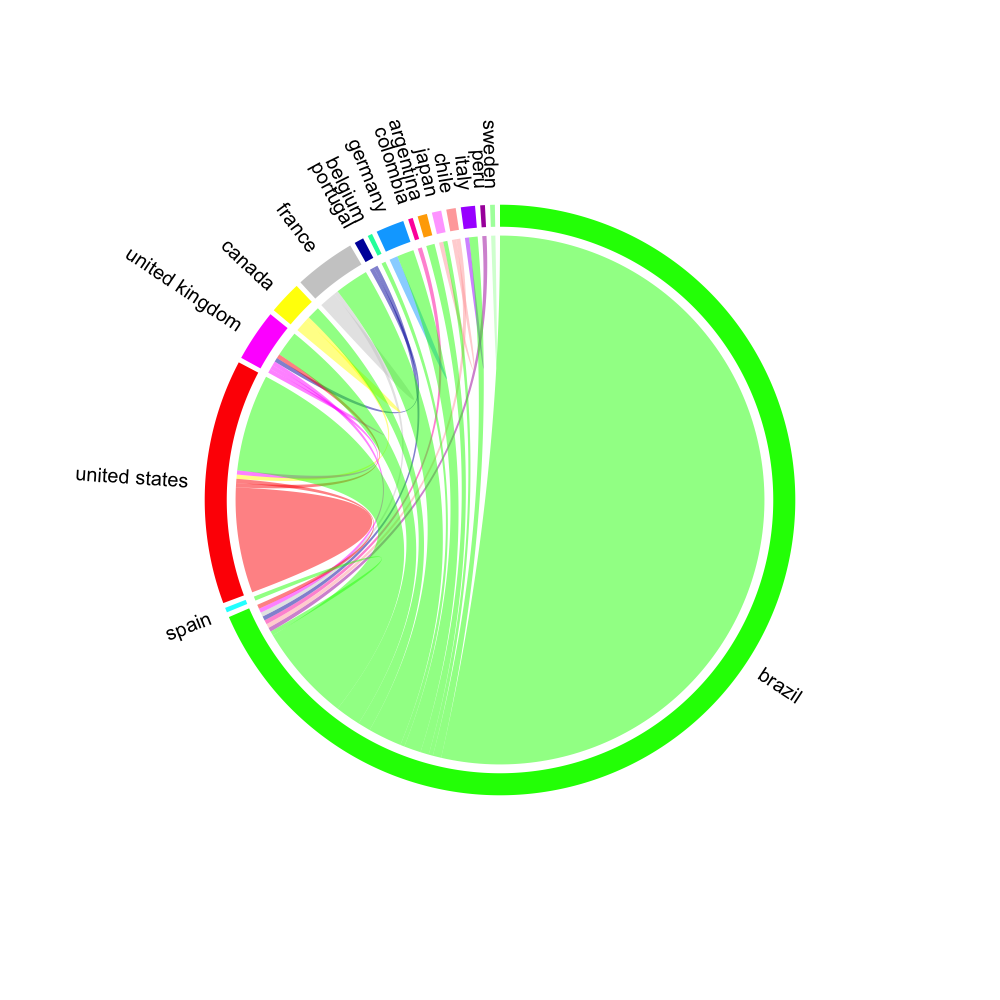 sweden
peru
italy
chile
japan
argentina
colombia
germany
belgium
portugal
france
canada
united kingdom
united states
spain
brazil